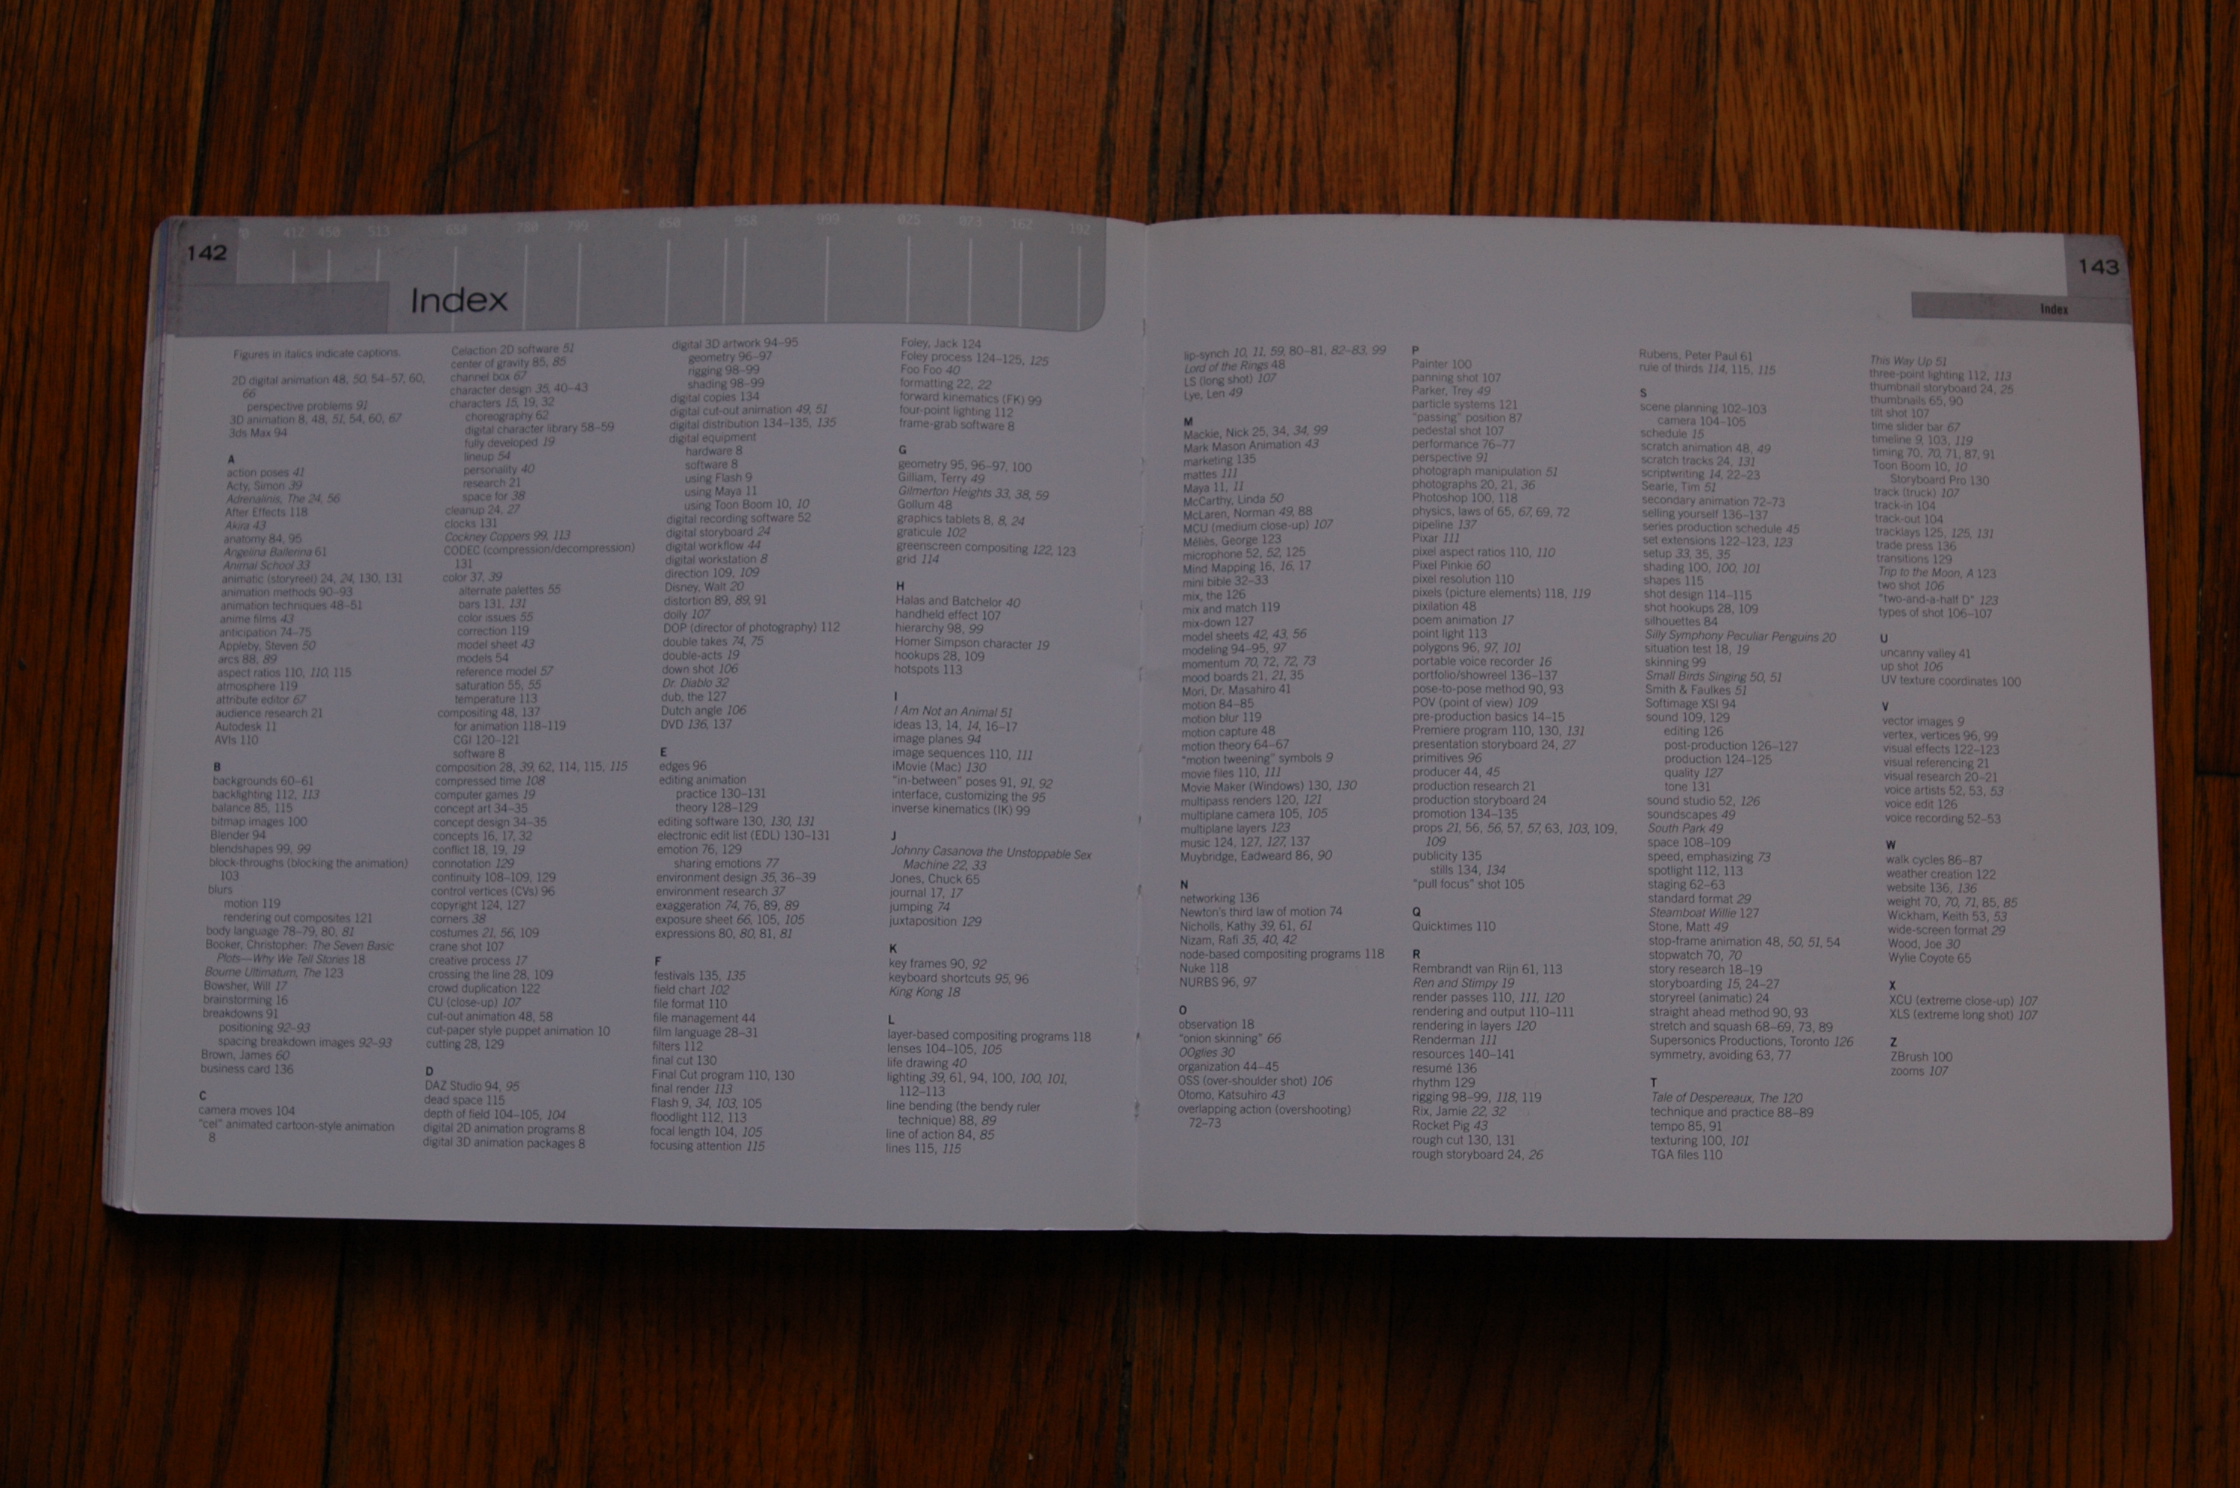 142
Index
Figures in italics indicate captions.
2D digital animation 48, 50, 54–57, 60,
66
perspective problems 91
3D animation 8, 48, 51, 54, 60, 67
3ds Max 94
A
action poses 41
Acty, Simon 39
Adrenalinis, The 24, 56
After Effects 118
Akira 43
anatomy 84, 95
Angelina Ballerina 61
Animal School 33
animatic (storyreel) 24, 24, 130, 131
animation methods 90–93
animation techniques 48–51
anime films 43
anticipation 74–75
Appleby, Steven 50
arcs 88, 89
aspect ratios 110, 110, 115
atmosphere 119
attribute editor 67
audience research 21
Autodesk 11
AVIs 110
B
backgrounds 60–61
backlighting 112, 113
balance 85, 115
bitmap images 100
Blender 94
blendshapes 99, 99
block-throughs (blocking the animation)
103
blurs
motion 119
rendering out composites 121
body language 78–79, 80, 81
Booker, Christopher: The Seven Basic
Plots—Why We Tell Stories 18
Bourne Ultimatum, The 123
Bowsher, Will 17
brainstorming 16
breakdowns 91
positioning 92–93
spacing breakdown images 92–93
Brown, James 60
business card 136
C
camera moves 104
"cel" animated cartoon-style animation
8
Celaction 2D software 51
center of gravity 85, 85
channel box 67
character design 35, 40–43
characters 15, 19, 32
choreography 62
digital character library 58–59
fully developed 19
lineup 54
personality 40
research 21
space for 38
cleanup 24, 27
clocks 131
Cockney Coppers 99, 113
CODEC (compression/decompression)
131
color 37, 39
alternate palettes 55
bars 131, 131
color issues 55
correction 119
model sheet 43
models 54
reference model 57
saturation 55, 55
temperature 113
compositing 48, 137
for animation 118–119
CGI 120–121
software 8
composition 28, 39, 62, 114, 115, 115
compressed time 108
computer games 19
concept art 34–35
concept design 34–35
concepts 16, 17, 32
conflict 18, 19, 19
connotation 129
continuity 108–109, 129
control vertices (CVs) 96
copyright 124, 127
corners 38
costumes 21, 56, 109
crane shot 107
creative process 17
crossing the line 28, 109
crowd duplication 122
CU (close-up) 107
cut-out animation 48, 58
cut-paper style puppet animation 10
cutting 28, 129
D
DAZ Studio 94, 95
dead space 115
depth of field 104–105, 104
digital 2D animation programs 8
digital 3D animation packages 8
digital 3D artwork 94–95
geometry 96–97
rigging 98–99
shading 98–99
digital copies 134
digital cut-out animation 49, 51
digital distribution 134–135, 135
digital equipment
hardware 8
software 8
using Flash 9
using Maya 11
using Toon Boom 10, 10
digital recording software 52
digital storyboard 24
digital workflow 44
digital workstation 8
direction 109, 109
Disney, Walt 20
distortion 89, 89, 91
dolly 107
DOP (director of photography) 112
double takes 74, 75
double-acts 19
down shot 106
Dr. Diablo 32
dub, the 127
Dutch angle 106
DVD 136, 137
E
edges 96
editing animation
practice 130–131
theory 128–129
editing software 130, 130, 131
electronic edit list (EDL) 130–131
emotion 76, 129
sharing emotions 77
environment design 35, 36–39
environment research 37
exaggeration 74, 76, 89, 89
exposure sheet 66, 105, 105
expressions 80, 80, 81, 81
F
festivals 135, 135
field chart 102
file format 110
file management 44
film language 28–31
filters 112
final cut 130
Final Cut program 110, 130
final render 113
Flash 9, 34, 103, 105
floodlight 112, 113
focal length 104, 105
focusing attention 115
Foley, Jack 124
Foley process 124–125, 125
Foo Foo 40
formatting 22, 22
forward kinematics (FK) 99
four-point lighting 112
frame-grab software 8
G
geometry 95, 96–97, 100
Gilliam, Terry 49
Gilmerton Heights 33, 38, 59
Gollum 48
graphics tablets 8, 8, 24
graticule 102
greenscreen compositing 122, 123
grid 114
H
Halas and Batchelor 40
handheld effect 107
hierarchy 98, 99
Homer Simpson character 19
hookups 28, 109
hotspots 113
I
I Am Not an Animal 51
ideas 13, 14, 14, 16–17
image planes 94
image sequences 110, 111
iMovie (Mac) 130
"in-between" poses 91, 91, 92
interface, customizing the 95
inverse kinematics (IK) 99
J
Johnny Casanova the Unstoppable Sex
Machine 22, 33
Jones, Chuck 65
journal 17, 17
jumping 74
juxtaposition 129
K
key frames 90, 92
keyboard shortcuts 95, 96
King Kong 18
L
layer-based compositing programs 118
lenses 104–105, 105
life drawing 40
lighting 39, 61, 94, 100, 100, 101,
112–113
line bending (the bendy ruler
technique) 88, 89
line of action 84, 85
lines 115, 115
143
Index
lip-synch 10, 11, 59, 80–81, 82–83, 99
Lord of the Rings 48
LS (long shot) 107
Lye, Len 49
M
Mackie, Nick 25, 34, 34, 99
Mark Mason Animation 43
marketing 135
mattes 111
Maya 11, 11
McCarthy, Linda 50
McLaren, Norman 49, 88
MCU (medium close-up) 107
Méliès, George 123
microphone 52, 52, 125
Mind Mapping 16, 16, 17
mini bible 32–33
mix, the 126
mix and match 119
mix-down 127
model sheets 42, 43, 56
modeling 94–95, 97
momentum 70, 72, 72, 73
mood boards 21, 21, 35
Mori, Dr. Masahiro 41
motion 84–85
motion blur 119
motion capture 48
motion theory 64–67
"motion tweening" symbols 9
movie files 110, 111
Movie Maker (Windows) 130, 130
multipass renders 120, 121
multiplane camera 105, 105
multiplane layers 123
music 124, 127, 127, 137
Muybridge, Eadweard 86, 90
N
networking 136
Newton's third law of motion 74
Nicholls, Kathy 39, 61, 61
Nizam, Rafi 35, 40, 42
node-based compositing programs 118
Nuke 118
NURBS 96, 97
O
observation 18
"onion skinning" 66
OOglies 30
organization 44–45
OSS (over-shoulder shot) 106
Otomo, Katsuhiro 43
overlapping action (overshooting)
72–73
P
Painter 100
panning shot 107
Parker, Trey 49
particle systems 121
"passing" position 87
pedestal shot 107
performance 76–77
perspective 91
photograph manipulation 51
photographs 20, 21, 36
Photoshop 100, 118
physics, laws of 65, 67, 69, 72
pipeline 137
Pixar 111
pixel aspect ratios 110, 110
Pixel Pinkie 60
pixel resolution 110
pixels (picture elements) 118, 119
pixilation 48
poem animation 17
point light 113
polygons 96, 97, 101
portable voice recorder 16
portfolio/showreel 136–137
pose-to-pose method 90, 93
POV (point of view) 109
pre-production basics 14–15
Premiere program 110, 130, 131
presentation storyboard 24, 27
primitives 96
producer 44, 45
production research 21
production storyboard 24
promotion 134–135
props 21, 56, 56, 57, 57, 63, 103, 109,
109
publicity 135
stills 134, 134
"pull focus" shot 105
Q
Quicktimes 110
R
Rembrandt van Rijn 61, 113
Ren and Stimpy 19
render passes 110, 111, 120
rendering and output 110–111
rendering in layers 120
Renderman 111
resources 140–141
resumé 136
rhythm 129
rigging 98–99, 118, 119
Rix, Jamie 22, 32
Rocket Pig 43
rough cut 130, 131
rough storyboard 24, 26
Rubens, Peter Paul 61
rule of thirds 114, 115, 115
S
scene planning 102–103
camera 104–105
schedule 15
scratch animation 48, 49
scratch tracks 24, 131
scriptwriting 14, 22–23
Searle, Tim 51
secondary animation 72–73
selling yourself 136–137
series production schedule 45
set extensions 122–123, 123
setup 33, 35, 35
shading 100, 100, 101
shapes 115
shot design 114–115
shot hookups 28, 109
silhouettes 84
Silly Symphony Peculiar Penguins 20
situation test 18, 19
skinning 99
Small Birds Singing 50, 51
Smith & Faulkes 51
Softimage XSI 94
sound 109, 129
editing 126
post-production 126–127
production 124–125
quality 127
tone 131
sound studio 52, 126
soundscapes 49
South Park 49
space 108–109
speed, emphasizing 73
spotlight 112, 113
staging 62–63
standard format 29
Steamboat Willie 127
Stone, Matt 49
stop-frame animation 48, 50, 51, 54
stopwatch 70, 70
story research 18–19
storyboarding 15, 24–27
storyreel (animatic) 24
straight ahead method 90, 93
stretch and squash 68–69, 73, 89
Supersonics Productions, Toronto 126
symmetry, avoiding 63, 77
T
Tale of Despereaux, The 120
technique and practice 88–89
tempo 85, 91
texturing 100, 101
TGA files 110
This Way Up 51
three-point lighting 112, 113
thumbnail storyboard 24, 25
thumbnails 65, 90
tilt shot 107
time slider bar 67
timeline 9, 103, 119
timing 70, 70, 71, 87, 91
Toon Boom 10, 10
Storyboard Pro 130
track (truck) 107
track-in 104
track-out 104
tracklays 125, 125, 131
trade press 136
transitions 129
Trip to the Moon, A 123
two shot 106
"two-and-a-half D" 123
types of shot 106–107
U
uncanny valley 41
up shot 106
UV texture coordinates 100
V
vector images 9
vertex, vertices 96, 99
visual effects 122–123
visual referencing 21
visual research 20–21
voice artists 52, 53, 53
voice edit 126
voice recording 52–53
W
walk cycles 86–87
weather creation 122
website 136, 136
weight 70, 70, 71, 85, 85
Wickham, Keith 53, 53
wide-screen format 29
Wood, Joe 30
Wylie Coyote 65
X
XCU (extreme close-up) 107
XLS (extreme long shot) 107
Z
ZBrush 100
zooms 107